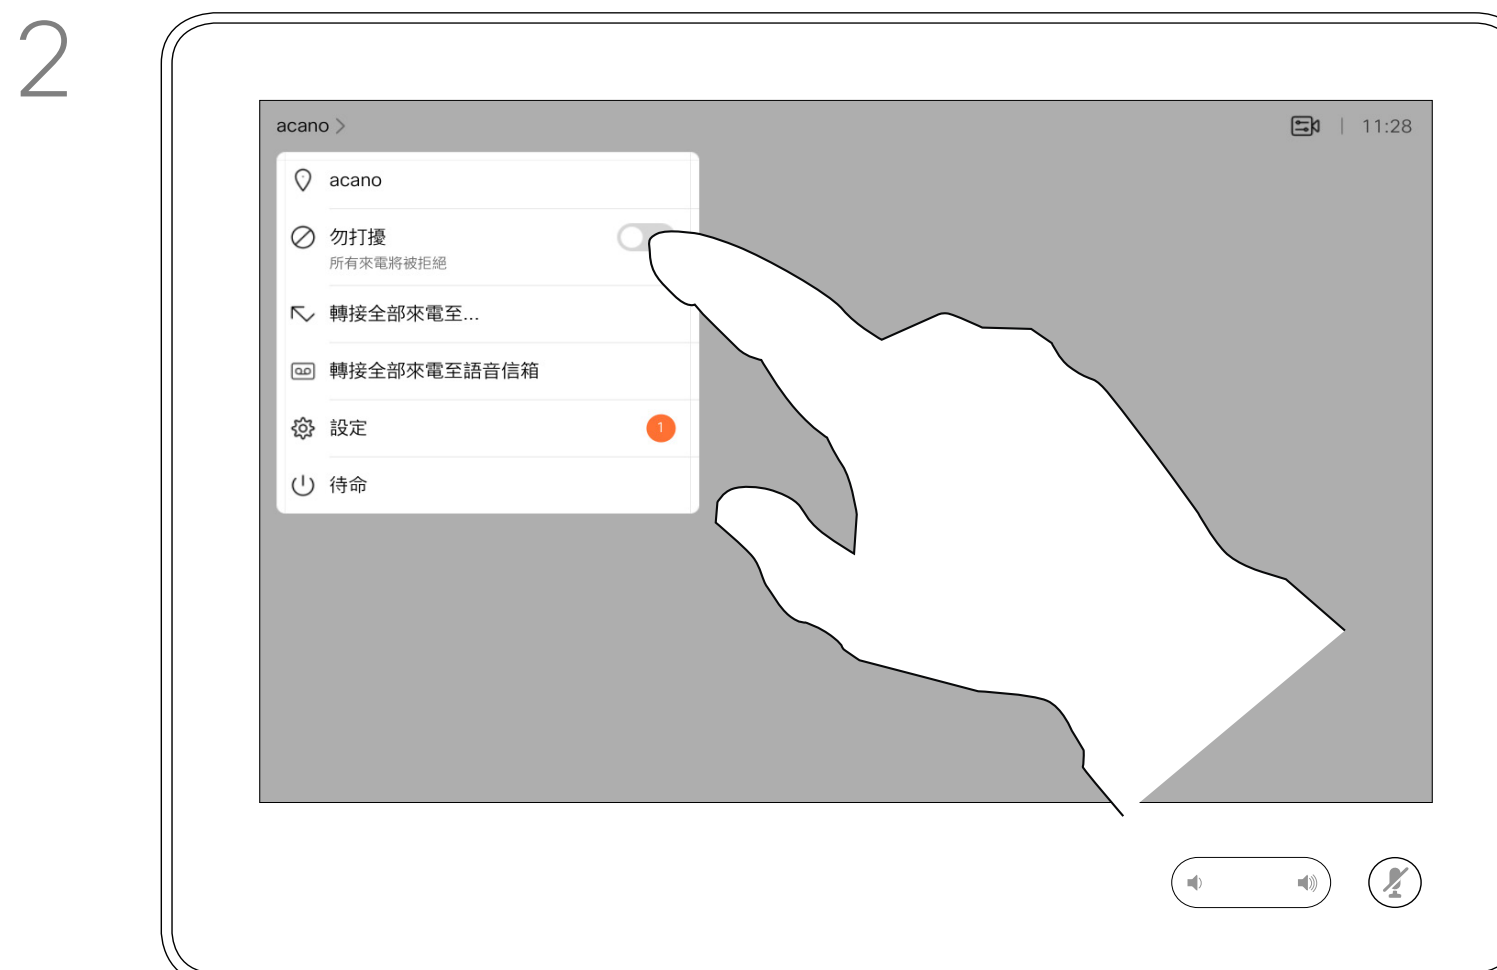 2
acano
11:28
acano
勿打擾
所有來電將被拒絕
轉接全部來電至...
轉接全部來電至語音信箱
設定
1
待命